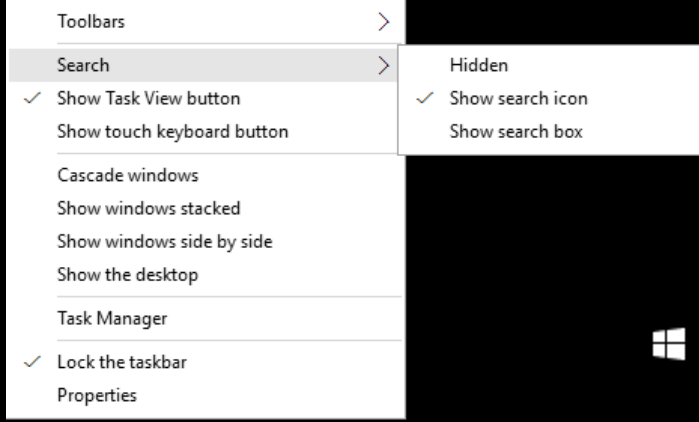 Toolbars
Search
Show Task View button
Show touch keyboard button
Cascade windows
Show windows stacked
Show windows side by side
Show the desktop
Task Manager
Lock the taskbar
Properties
Hidden
Show search icon
Show search box